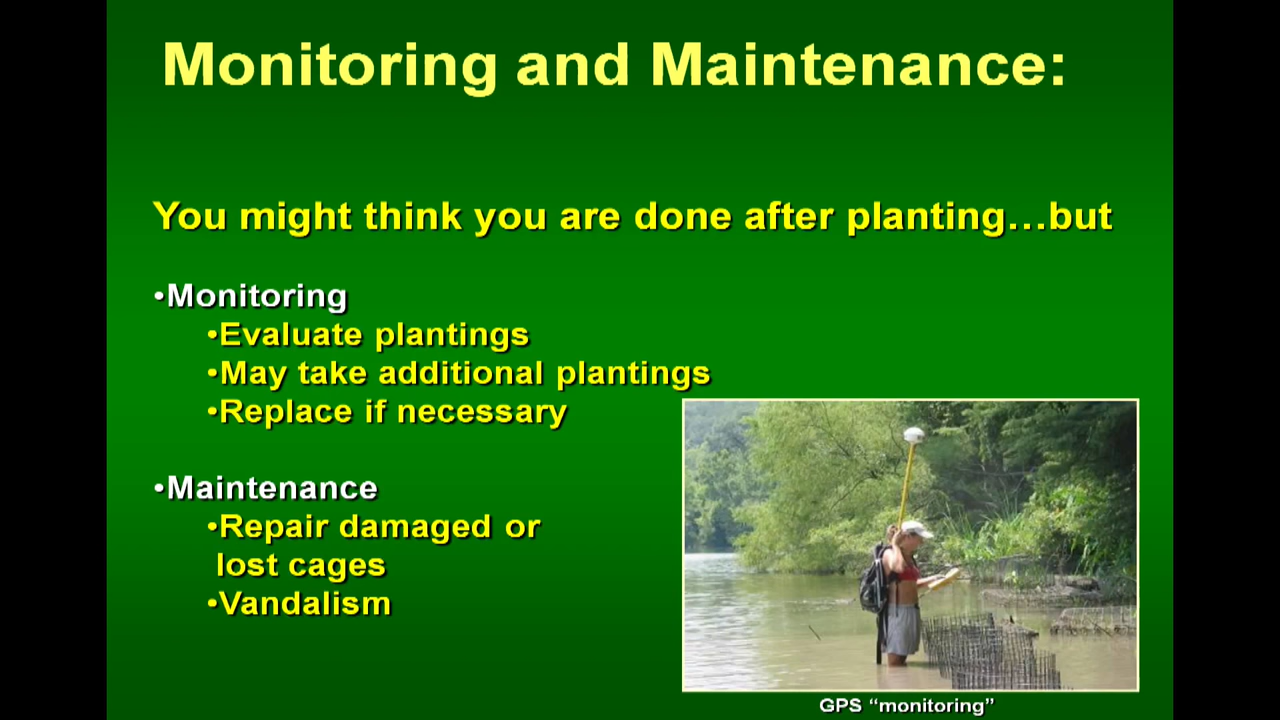 Monitoring and Maintenance:
You might think you are done after planting…but
•Monitoring
•Evaluate plantings
•May take additional plantings
•Replace if necessary
•Maintenance
•Repair damaged or
lost cages
•Vandalism
GPS “monitoring”